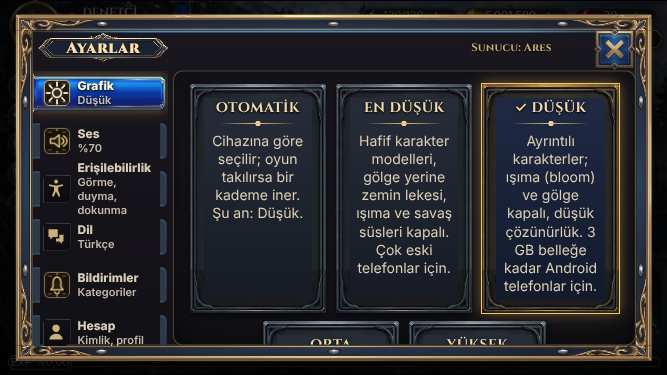 AYARLAR
Sunucu: Ares
Grafik
Düşük
Ses
%70
Erişilebilirlik
Görme,
duyma,
dokunma
Dil
Türkçe
Bildirimler
Kategoriler
Hesap
Kimlik, profil
OTOMATİK
Cihazına göre
seçilir; oyun
takılırsa bir
kademe iner.
Şu an: Düşük.
EN DÜŞÜK
Hafif karakter
modelleri,
gölge yerine
zemin lekesi,
ışıma ve savaş
süsleri kapalı.
Çok eski
telefonlar için.
✓ DÜŞÜK
Ayrıntılı
karakterler;
ışıma (bloom)
ve gölge
kapalı, düşük
çözünürlük. 3
GB belleğe
kadar Android
telefonlar için.
ORTA
YÜKSEK